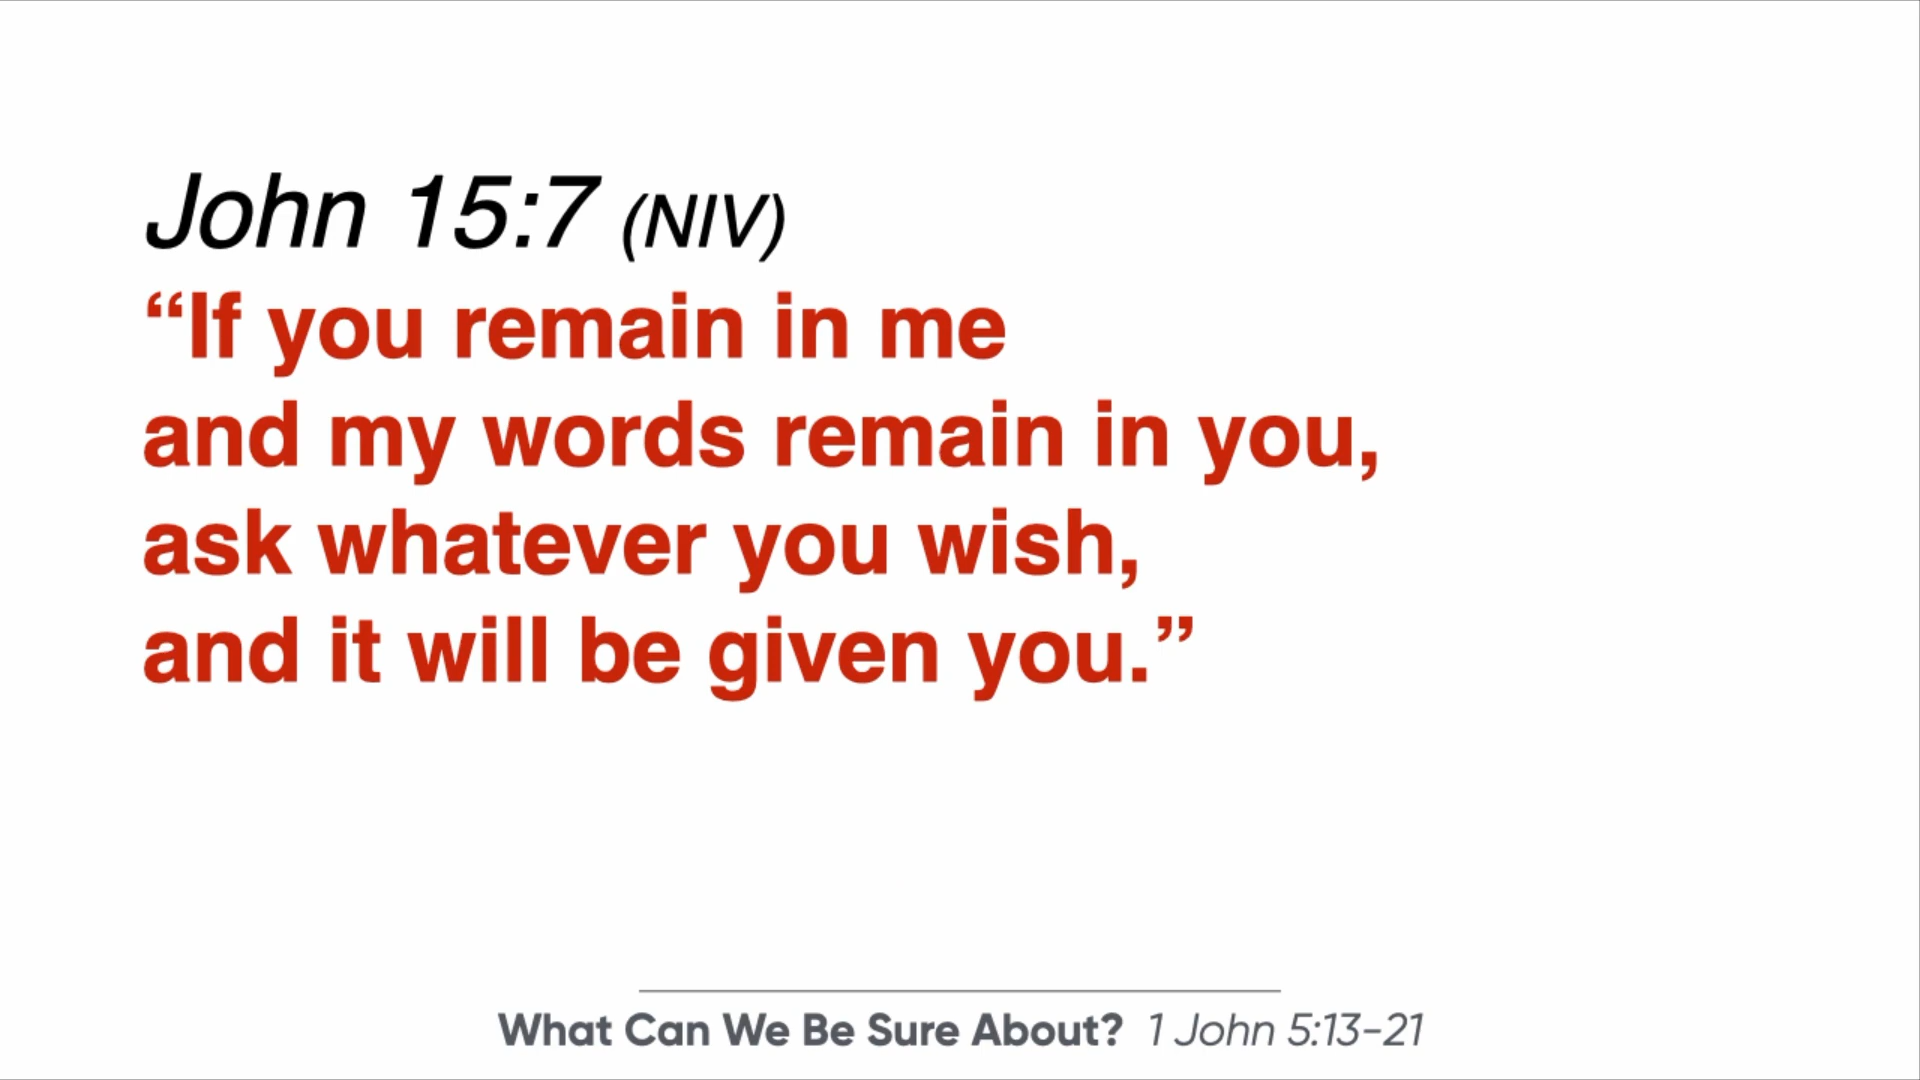 John 15:7 (NIV)
“If you remain in me
and my words remain in you,
ask whatever you wish,
and it will be given you.”
What Can We Be Sure About? 1 John 5:13–21